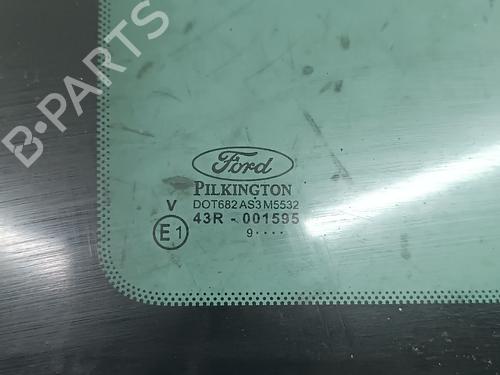 B-PARTS
Ford
PILKINGTON
DOT682 AS3 M5532
V 43R - 001595
E1
9....